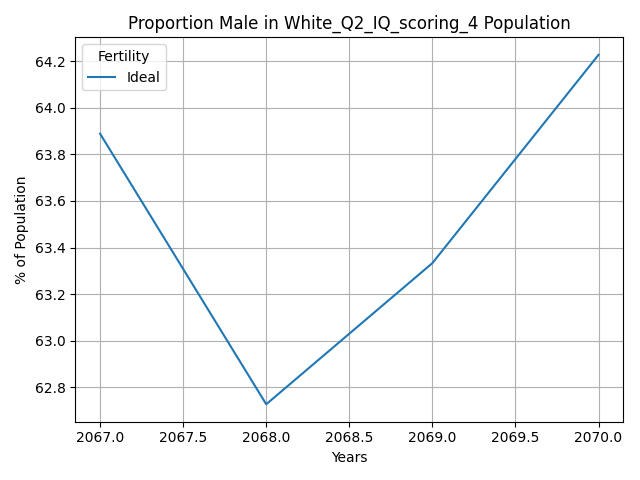 Proportion Male in White_Q2_IQ_scoring_4 Population
Fertility
Ideal
% of Population
64.2
64.0
63.8
63.6
63.4
63.2
63.0
62.8
2067.0 2067.5 2068.0 2068.5 2069.0 2069.5 2070.0
Years